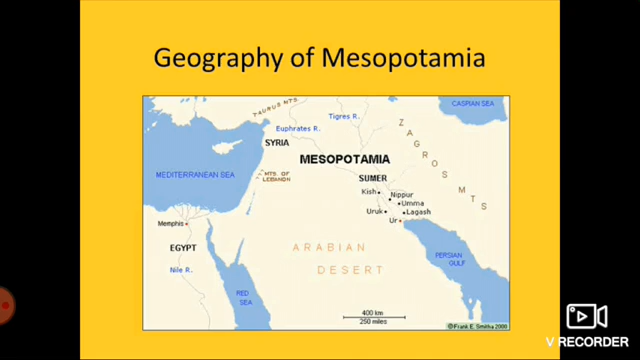 Geography of Mesopotamia
CASPIAN SEA
TAURUS MTS
Tigres R.
Euphrates R.
ZAGROS MTS
SYRIA
MESOPOTAMIA
MEDITERRANEAN SEA
MTS. OF
LEBANON
SUMER
Kish
Nippur
Umma
Uruk
Lagash
Ur
Memphis
EGYPT
ARABIAN
DESERT
PERSIAN
GULF
Nile R.
RED
SEA
400 km
250 miles
©Frank E. Smitha 2008
V RECORDER